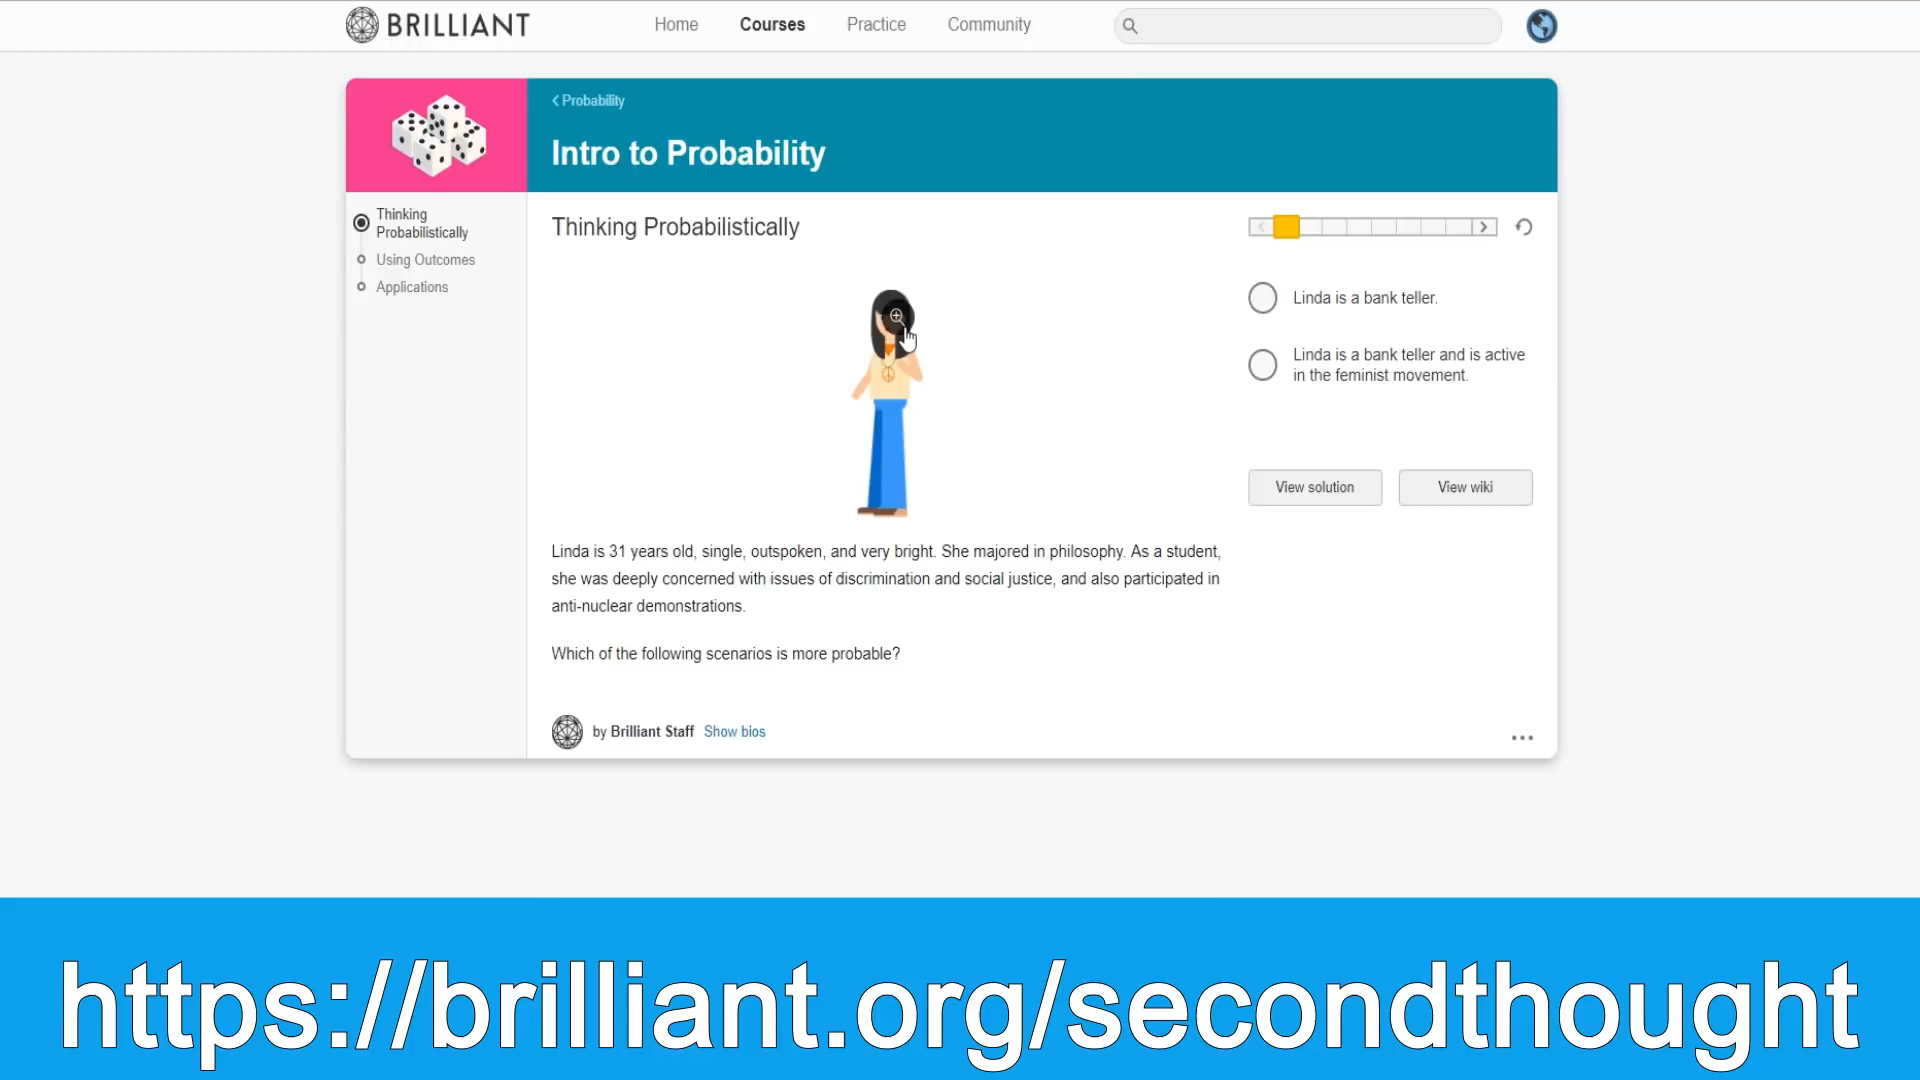 BRILLIANT
Home
Courses
Practice
Community
< Probability
Intro to Probability
Thinking
Probabilistically
Using Outcomes
Applications
Thinking Probabilistically
Linda is a bank teller.
Linda is a bank teller and is active
in the feminist movement.
View solution
View wiki
Linda is 31 years old, single, outspoken, and very bright. She majored in philosophy. As a student,
she was deeply concerned with issues of discrimination and social justice, and also participated in
anti-nuclear demonstrations.
Which of the following scenarios is more probable?
by Brilliant Staff Show bios
https://brilliant.org/secondthought